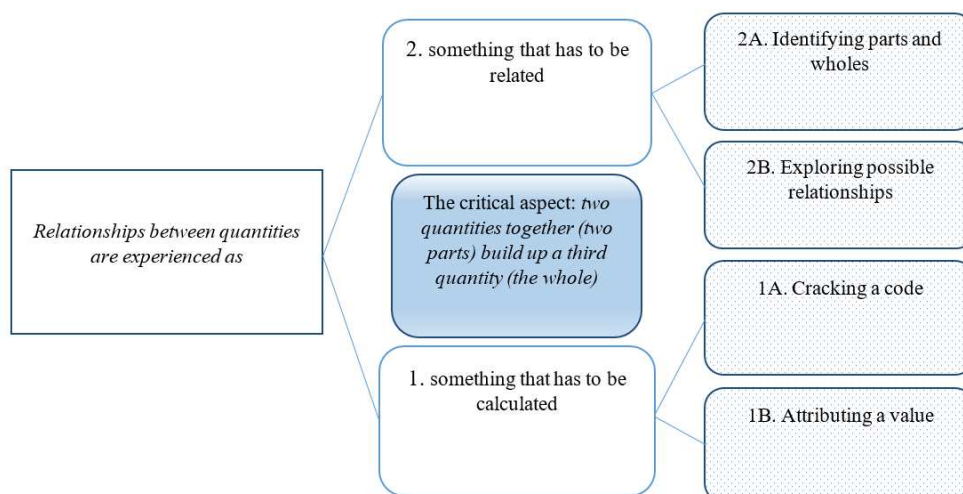 Relationships between quantities
are experienced as
2. something that has to be
related
The critical aspect: two
quantities together (two
parts) build up a third
quantity (the whole)
1. something that has to be
calculated
2A. Identifying parts and
wholes
2B. Exploring possible
relationships
1A. Cracking a code
1B. Attributing a value